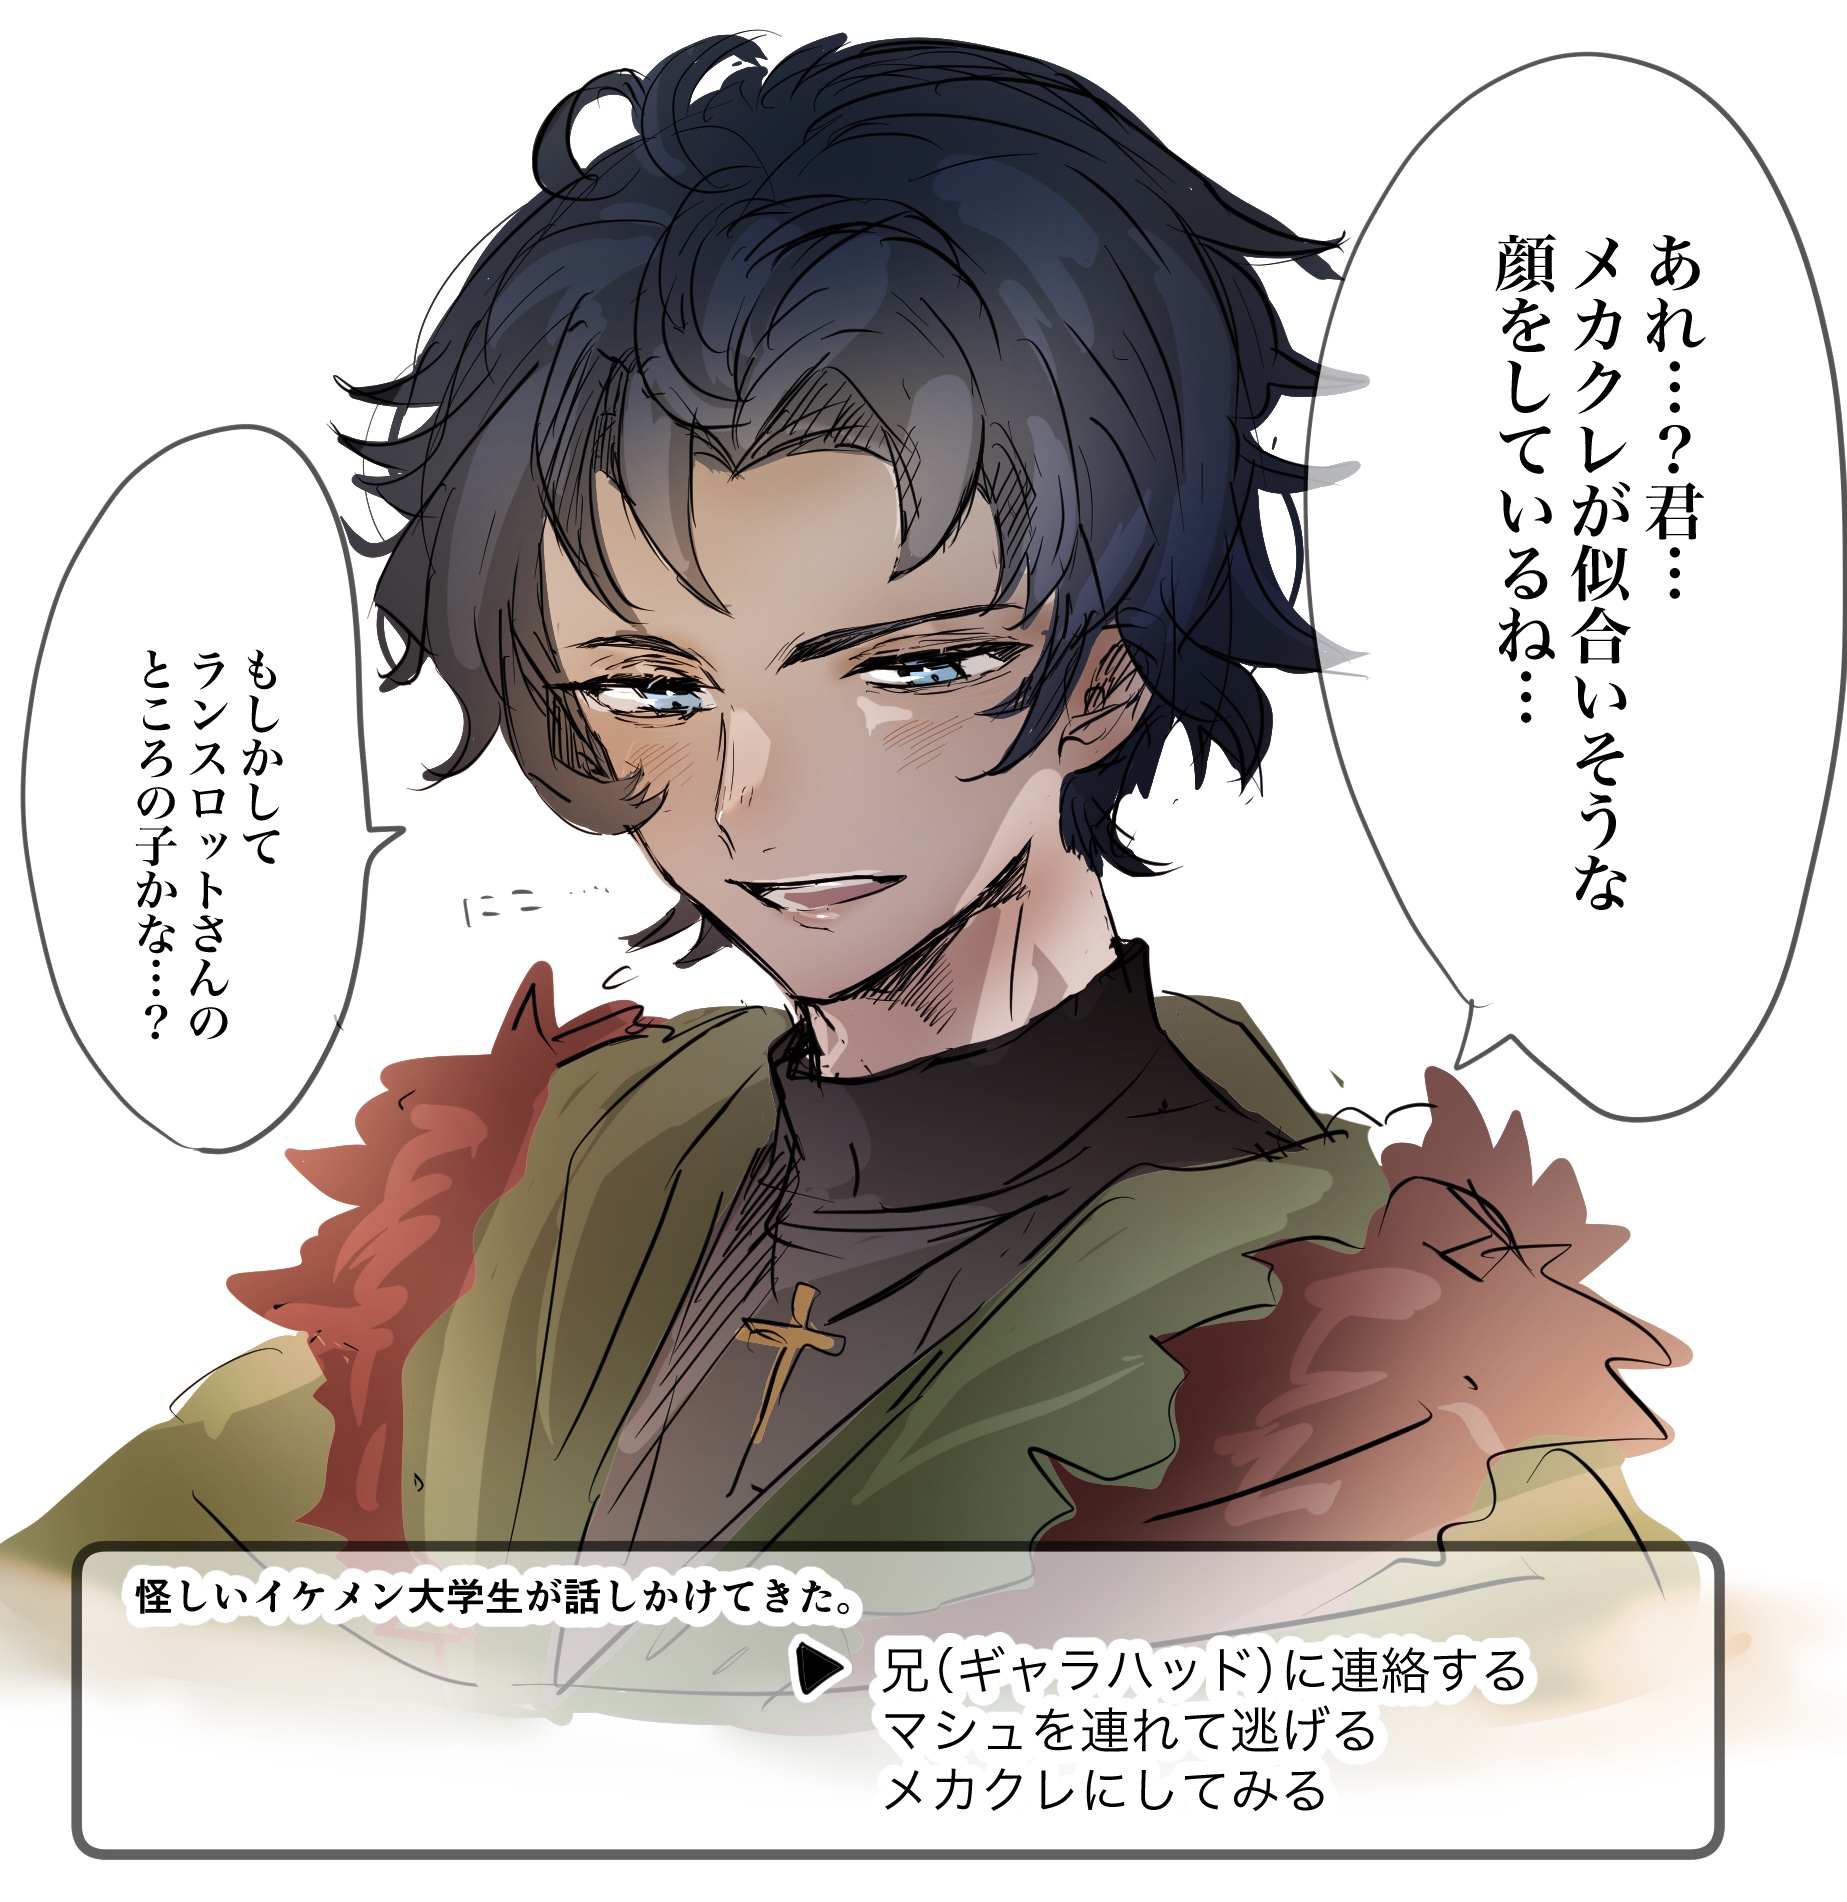 あれ…？君…
メカクレが似合いそうな
顔をしているね…
もしかして
ランスロットさんの
ところの子かな…？
ニコ…
怪しいイケメン大学生が話しかけてきた。
▶ 兄（ギャラハッド）に連絡する
マシュを連れて逃げる
メカクレにしてみる